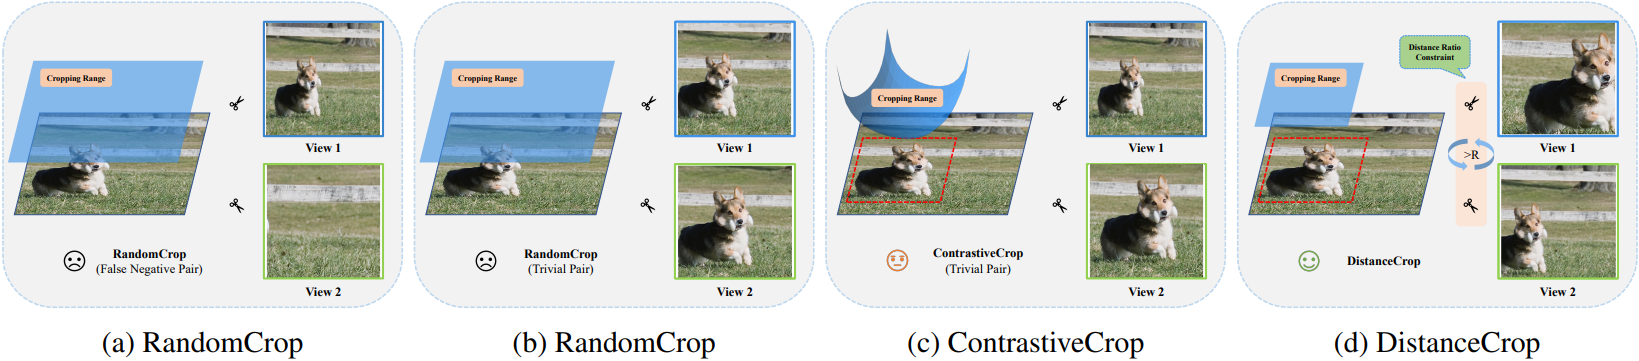 Cropping Range
View 1
RandomCrop
(False Negative Pair)
View 2
(a) RandomCrop
Cropping Range
View 1
RandomCrop
(Trivial Pair)
View 2
(b) RandomCrop
Cropping Range
View 1
ContrastiveCrop
(Trivial Pair)
View 2
(c) ContrastiveCrop
Distance Ratio
Constraint
Cropping Range
>R
View 1
DistanceCrop
View 2
(d) DistanceCrop